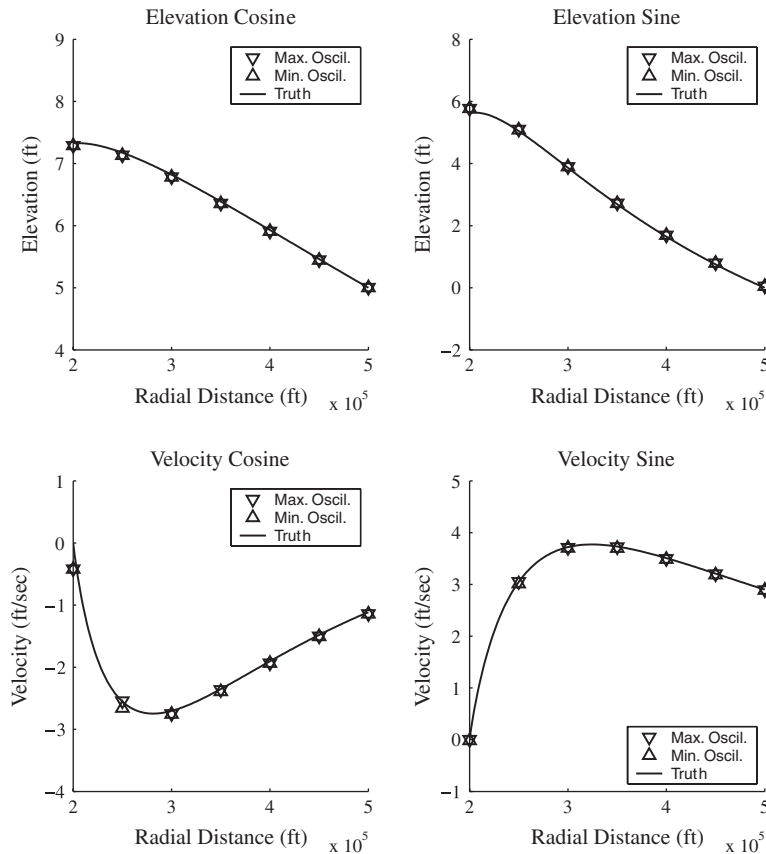 Elevation Cosine
9
8
7
6
5
4
Elevation (ft)
Max. Oscil.
Min. Oscil.
Truth
2 3 4 5
Radial Distance (ft) x 10^5
Elevation Sine
8
6
4
2
0
−2
Elevation (ft)
Max. Oscil.
Min. Oscil.
Truth
2 3 4 5
Radial Distance (ft) x 10^5
Velocity Cosine
1
0
−1
−2
−3
−4
Velocity (ft/sec)
Max. Oscil.
Min. Oscil.
Truth
2 3 4 5
Radial Distance (ft) x 10^5
Velocity Sine
5
4
3
2
1
0
−1
Velocity (ft/sec)
Max. Oscil.
Min. Oscil.
Truth
2 3 4 5
Radial Distance (ft) x 10^5